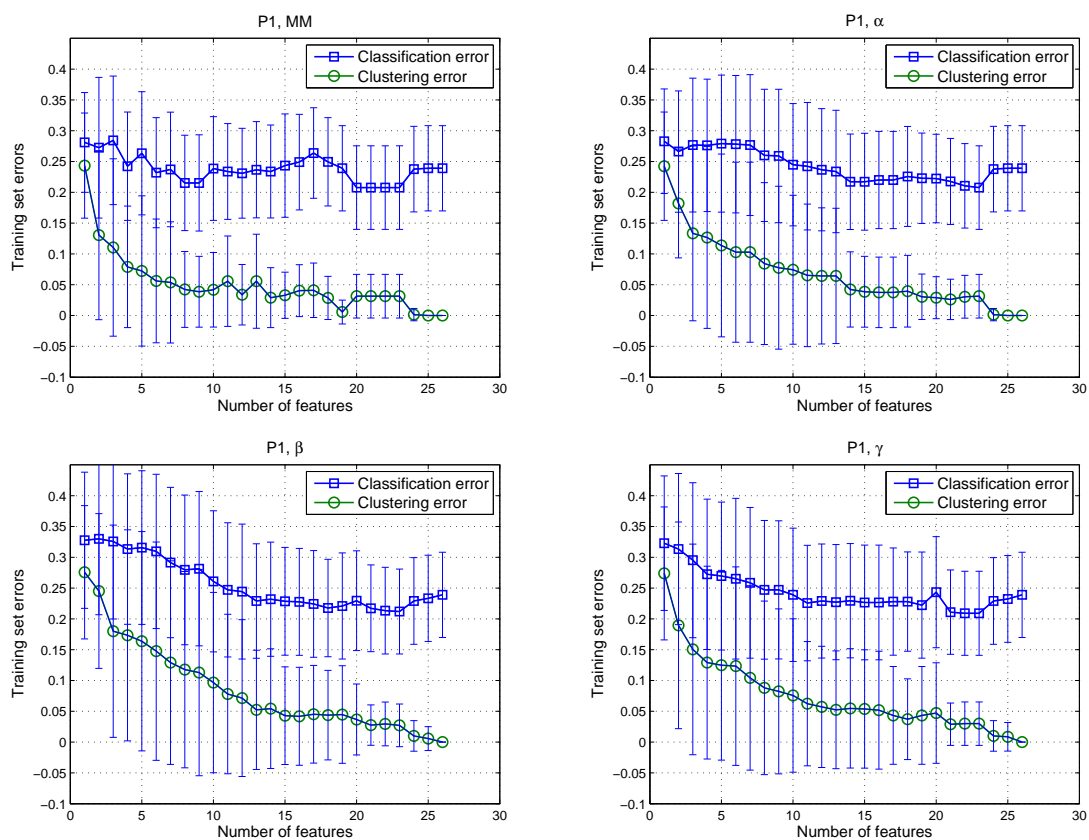 P1, MM
Classification error
Clustering error
0.4
0.35
0.3
0.25
0.2
0.15
0.1
0.05
0
−0.05
−0.1
Training set errors
0 5 10 15 20 25 30
Number of features
P1, α
Classification error
Clustering error
0.4
0.35
0.3
0.25
0.2
0.15
0.1
0.05
0
−0.05
−0.1
Training set errors
0 5 10 15 20 25 30
Number of features
P1, β
Classification error
Clustering error
0.4
0.35
0.3
0.25
0.2
0.15
0.1
0.05
0
−0.05
−0.1
Training set errors
0 5 10 15 20 25 30
Number of features
P1, γ
Classification error
Clustering error
0.4
0.35
0.3
0.25
0.2
0.15
0.1
0.05
0
−0.05
−0.1
Training set errors
0 5 10 15 20 25 30
Number of features